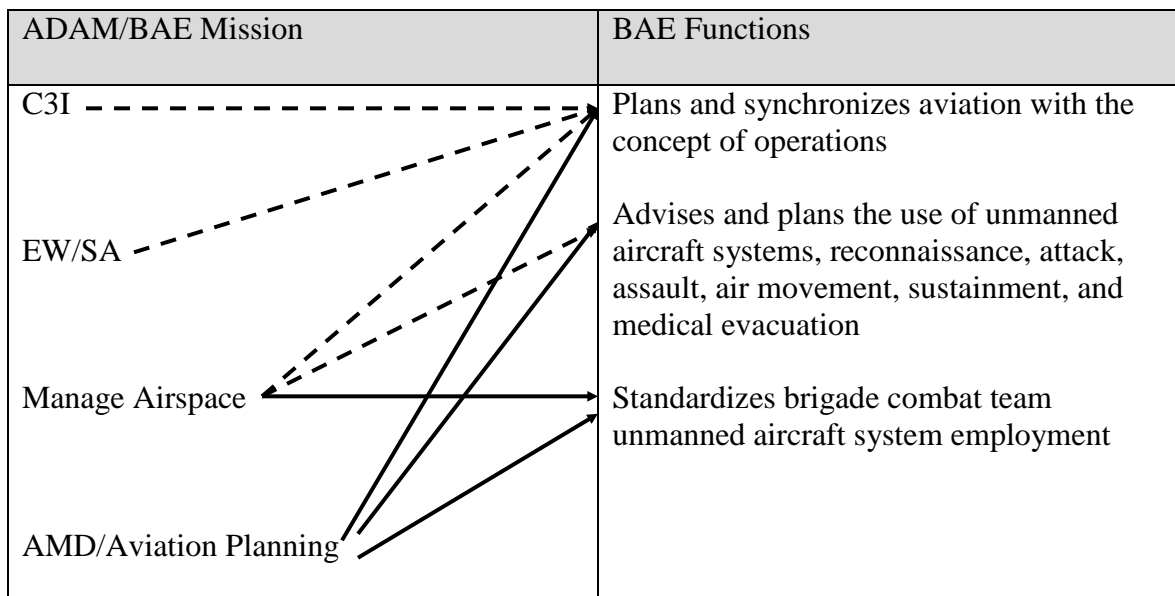 ADAM/BAE Mission
BAE Functions
C3I
EW/SA
Manage Airspace
AMD/Aviation Planning
Plans and synchronizes aviation with the
concept of operations
Advises and plans the use of unmanned
aircraft systems, reconnaissance, attack,
assault, air movement, sustainment, and
medical evacuation
Standardizes brigade combat team
unmanned aircraft system employment